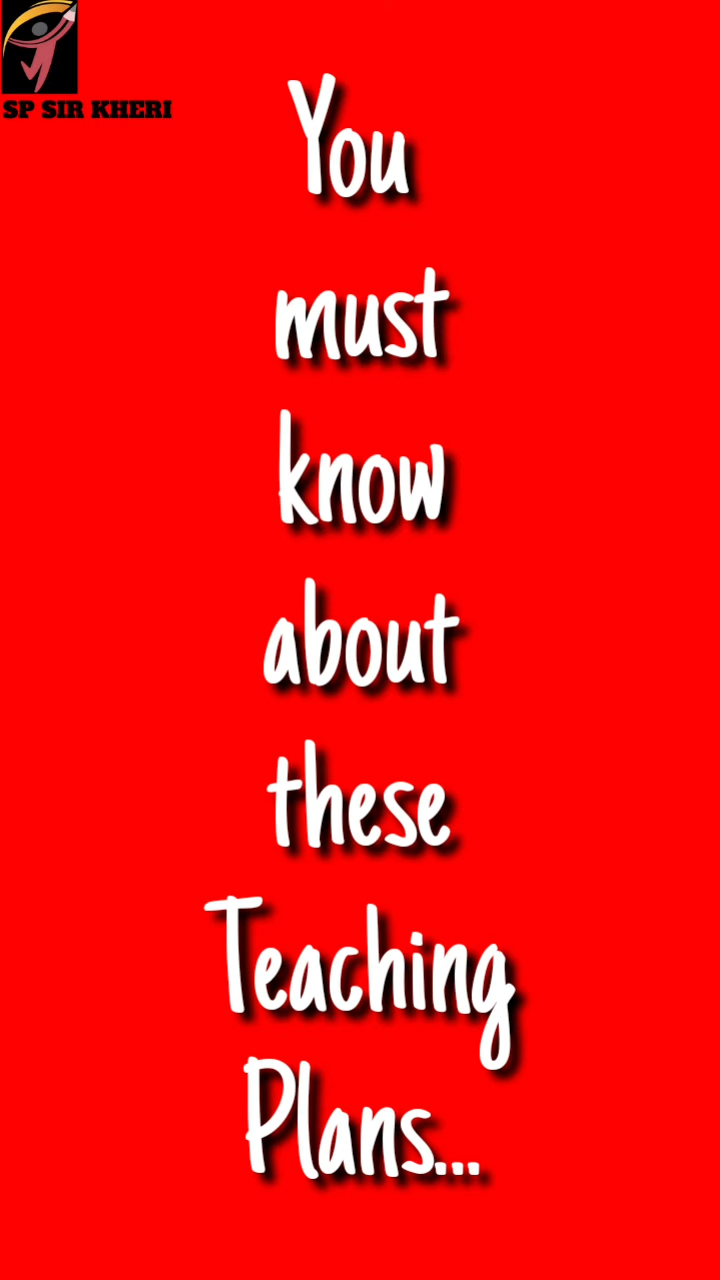 SP SIR KHERI
You
must
know
about
these
Teaching
Plans...